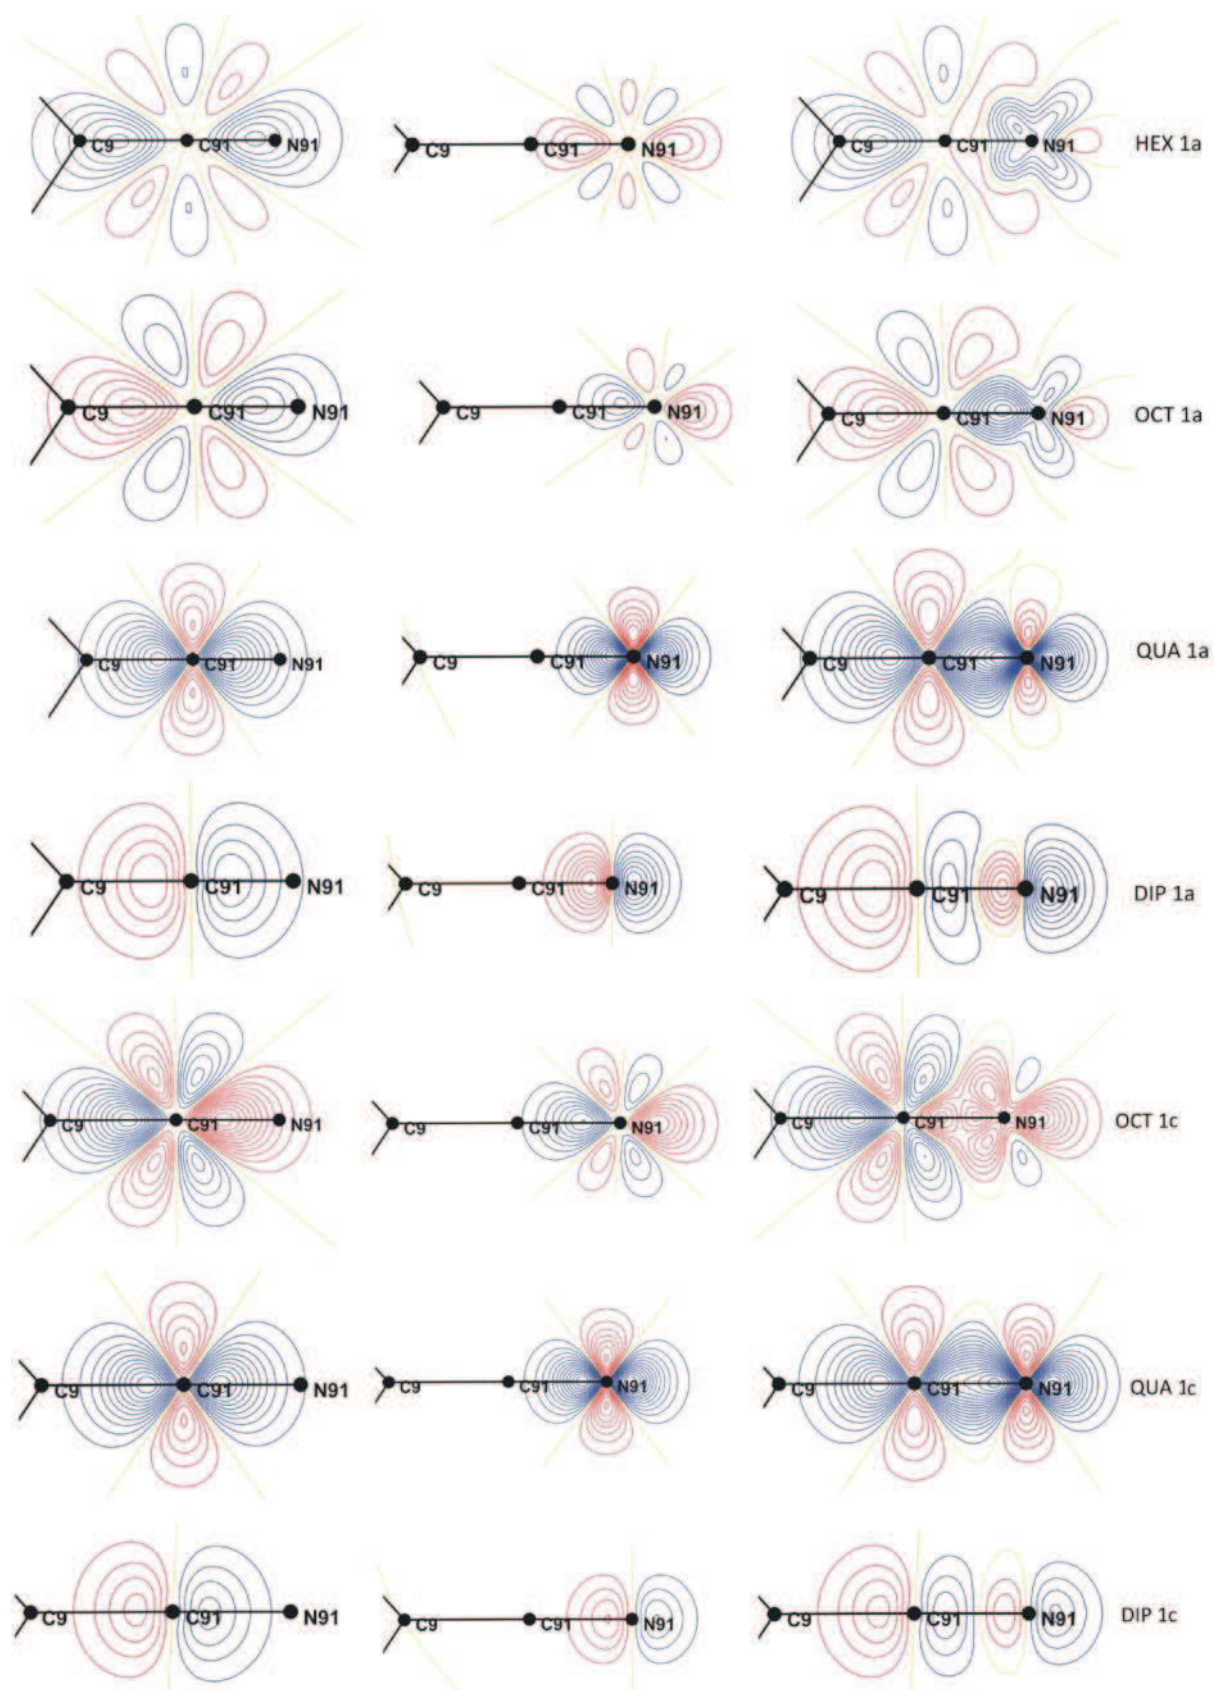 C9 C91 N91 C9 C91 N91 C9 C91 N91 HEX 1a
C9 C91 N91 C9 C91 N91 C9 C91 N91 OCT 1a
C9 C91 N91 C9 C91 N91 C9 C91 N91 QUA 1a
C9 C91 N91 C9 C91 N91 C9 C91 N91 DIP 1a
C9 C91 N91 C9 C91 N91 C9 C91 N91 OCT 1c
C9 C91 N91 C9 C91 N91 C9 C91 N91 QUA 1c
C9 C91 N91 C9 C91 N91 C9 C91 N91 DIP 1c